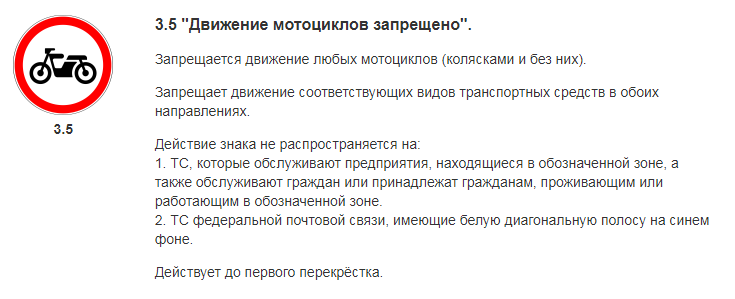 3.5 "Движение мотоциклов запрещено".
Запрещается движение любых мотоциклов (колясками и без них).
Запрещает движение соответствующих видов транспортных средств в обоих
направлениях.
Действие знака не распространяется на:
1. ТС, которые обслуживают предприятия, находящиеся в обозначенной зоне, а
также обслуживают граждан или принадлежат гражданам, проживающим или
работающим в обозначенной зоне.
2. ТС федеральной почтовой связи, имеющие белую диагональную полосу на синем
фоне.
Действует до первого перекрёстка.
3.5